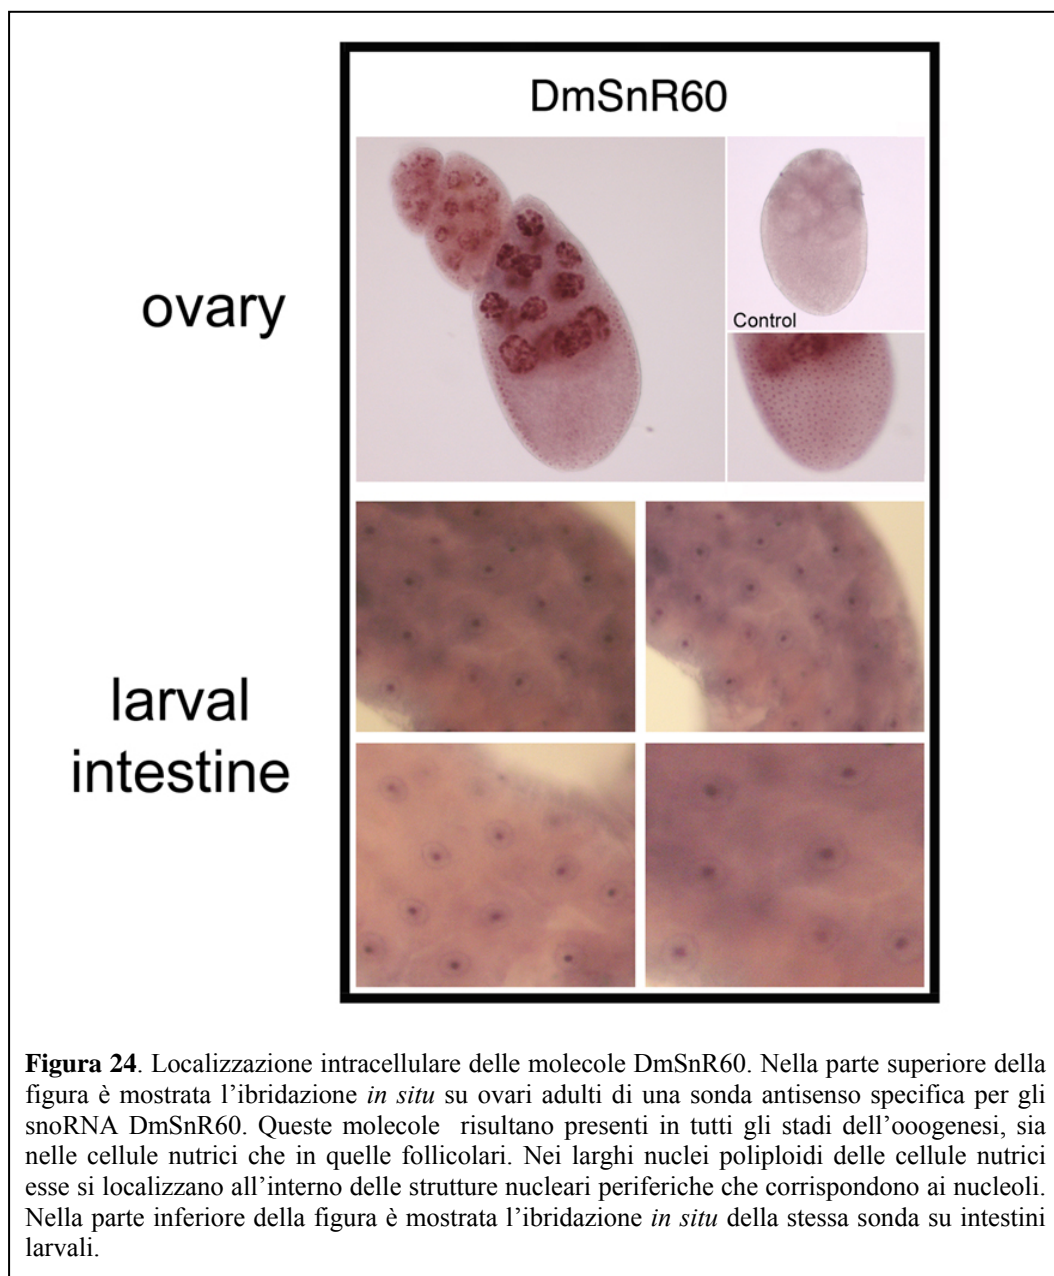 DmSnR60
ovary
Control
larval
intestine
Figura 24. Localizzazione intracellulare delle molecole DmSnR60. Nella parte superiore della
figura è mostrata l’ibridazione in situ su ovari adulti di una sonda antisenso specifica per gli
snoRNA DmSnR60. Queste molecole risultano presenti in tutti gli stadi dell’ooogenesi, sia
nelle cellule nutrici che in quelle follicolari. Nei larghi nuclei poliploidi delle cellule nutrici
esse si localizzano all’interno delle strutture nucleari periferiche che corrispondono ai nucleoli.
Nella parte inferiore della figura è mostrata l’ibridazione in situ della stessa sonda su intestini
larvali.